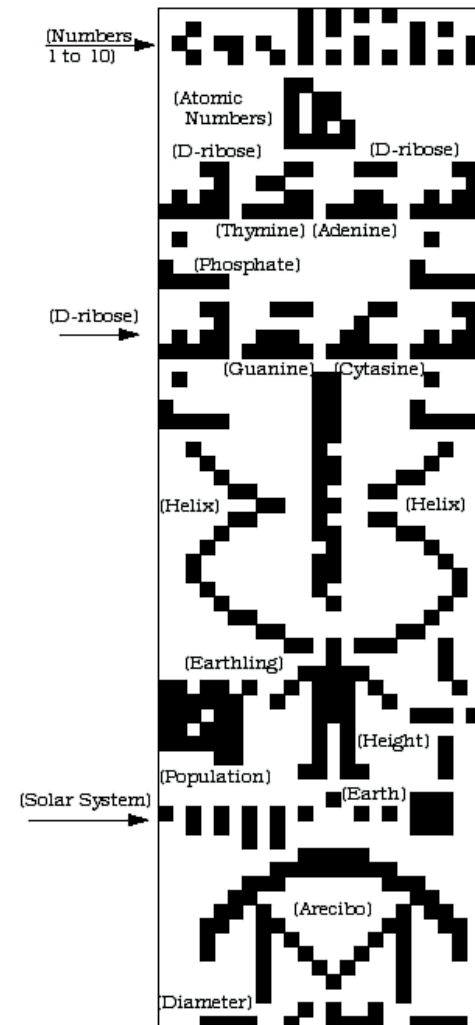 (Numbers
1 to 10)
(Atomic
Numbers)
(D-ribose) (D-ribose)
(Thymine) (Adenine)
(Phosphate)
(D-ribose)
(Guanine) (Cytasine)
(Helix) (Helix)
(Earthling)
(Height)
(Population)
(Earth)
(Solar System)
(Arecibo)
(Diameter)